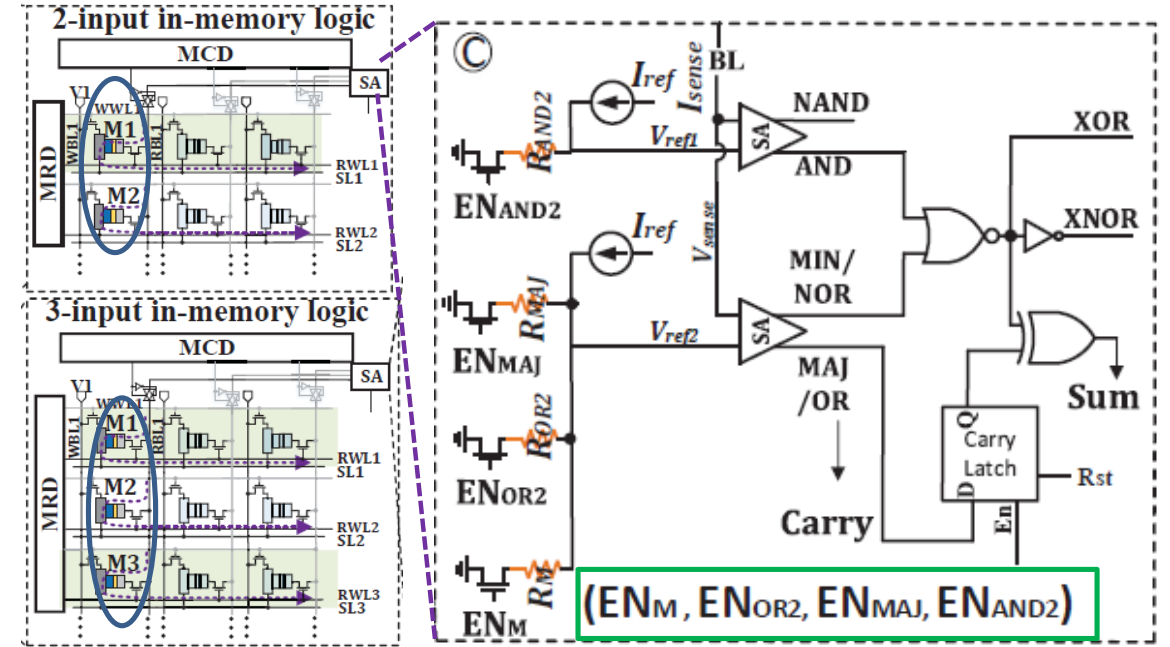 2-input in-memory logic
MCD
SA
V1
WWL1
M1
WBL1
RBL1
MRD
RWL1
SL1
M2
RWL2
SL2
3-input in-memory logic
MCD
SA
V1
WWL1
M1
WBL1
RBL1
MRD
RWL1
SL1
M2
RWL2
SL2
M3
RWL3
SL3
C
BL
Isense
Iref
RAND2
Vref1
SA
NAND
AND
ENAND2
XOR
XNOR
Vsense
Iref
RMAJ
Vref2
SA
MIN/
NOR
MAJ
/OR
ENMAJ
Sum
ROR2
ENOR2
Carry
Q
Carry
Latch
D
Rst
En
RM
ENM
(ENM, ENOR2, ENMAJ, ENAND2)